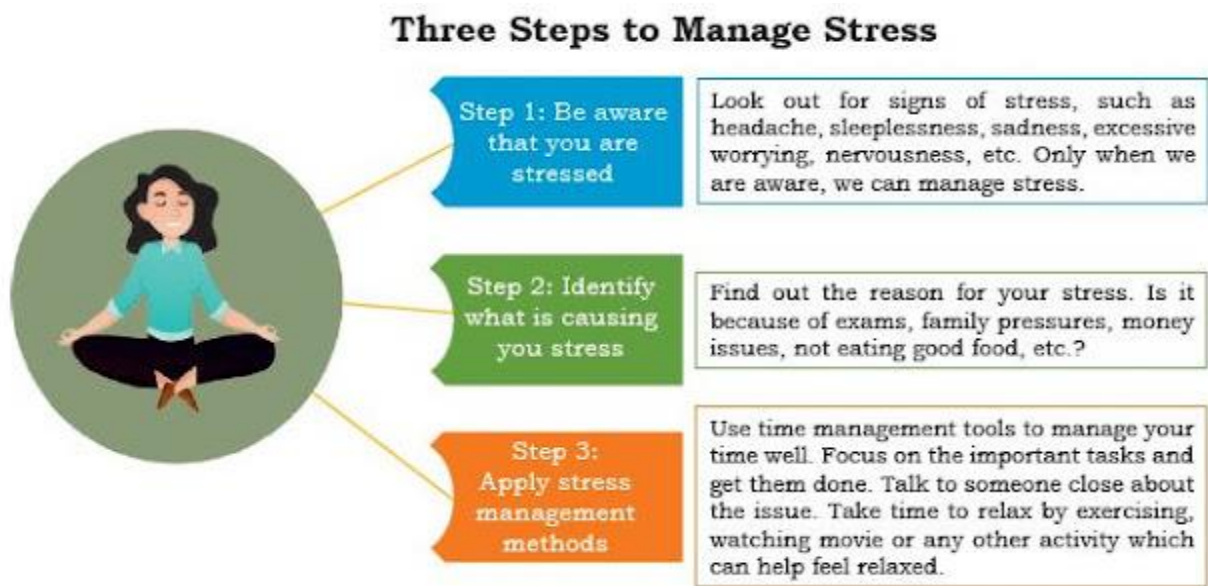 Three Steps to Manage Stress
Step 1: Be aware
that you are
stressed
Look out for signs of stress, such as
headache, sleeplessness, sadness, excessive
worrying, nervousness, etc. Only when we
are aware, we can manage stress.
Step 2: Identify
what is causing
you stress
Find out the reason for your stress. Is it
because of exams, family pressures, money
issues, not eating good food, etc.?
Step 3:
Apply stress
management
methods
Use time management tools to manage your
time well. Focus on the important tasks and
get them done. Talk to someone close about
the issue. Take time to relax by exercising,
watching movie or any other activity which
can help feel relaxed.